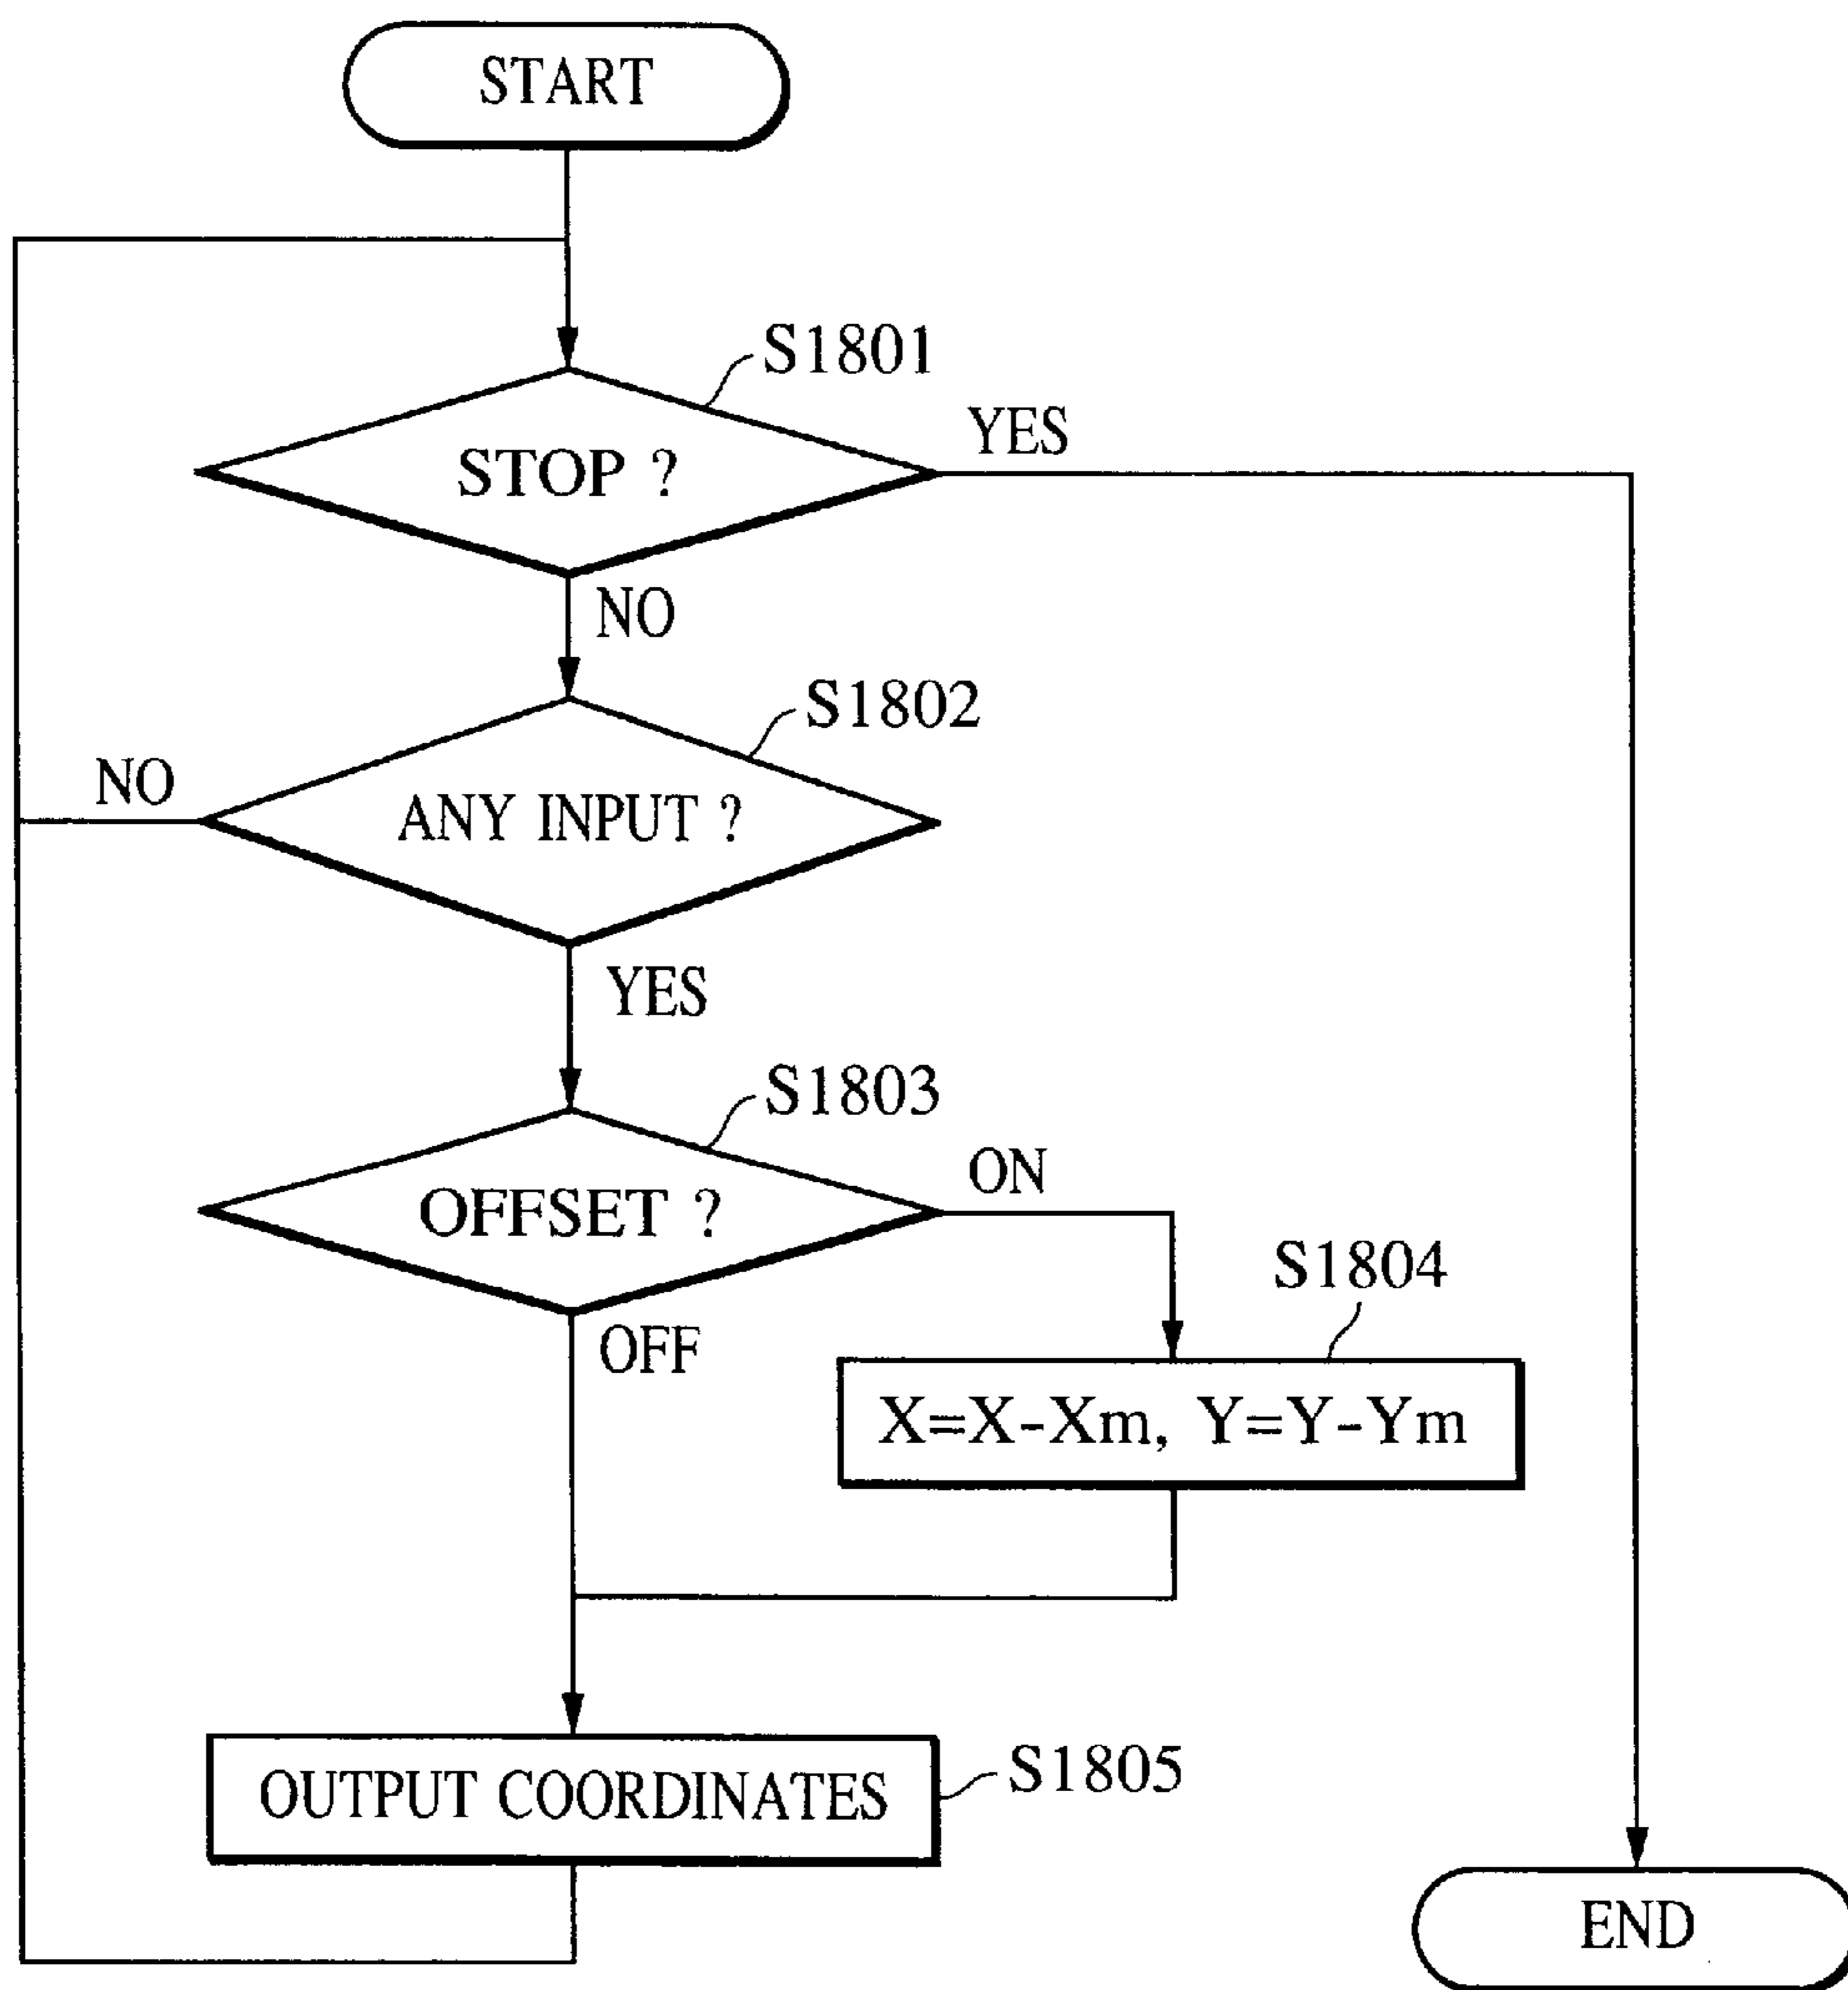 START
S1801
YES
STOP ?
NO
S1802
NO
ANY INPUT ?
YES
S1803
ON
OFFSET ?
S1804
OFF
X=X-Xm, Y=Y-Ym
OUTPUT COORDINATES
S1805
END